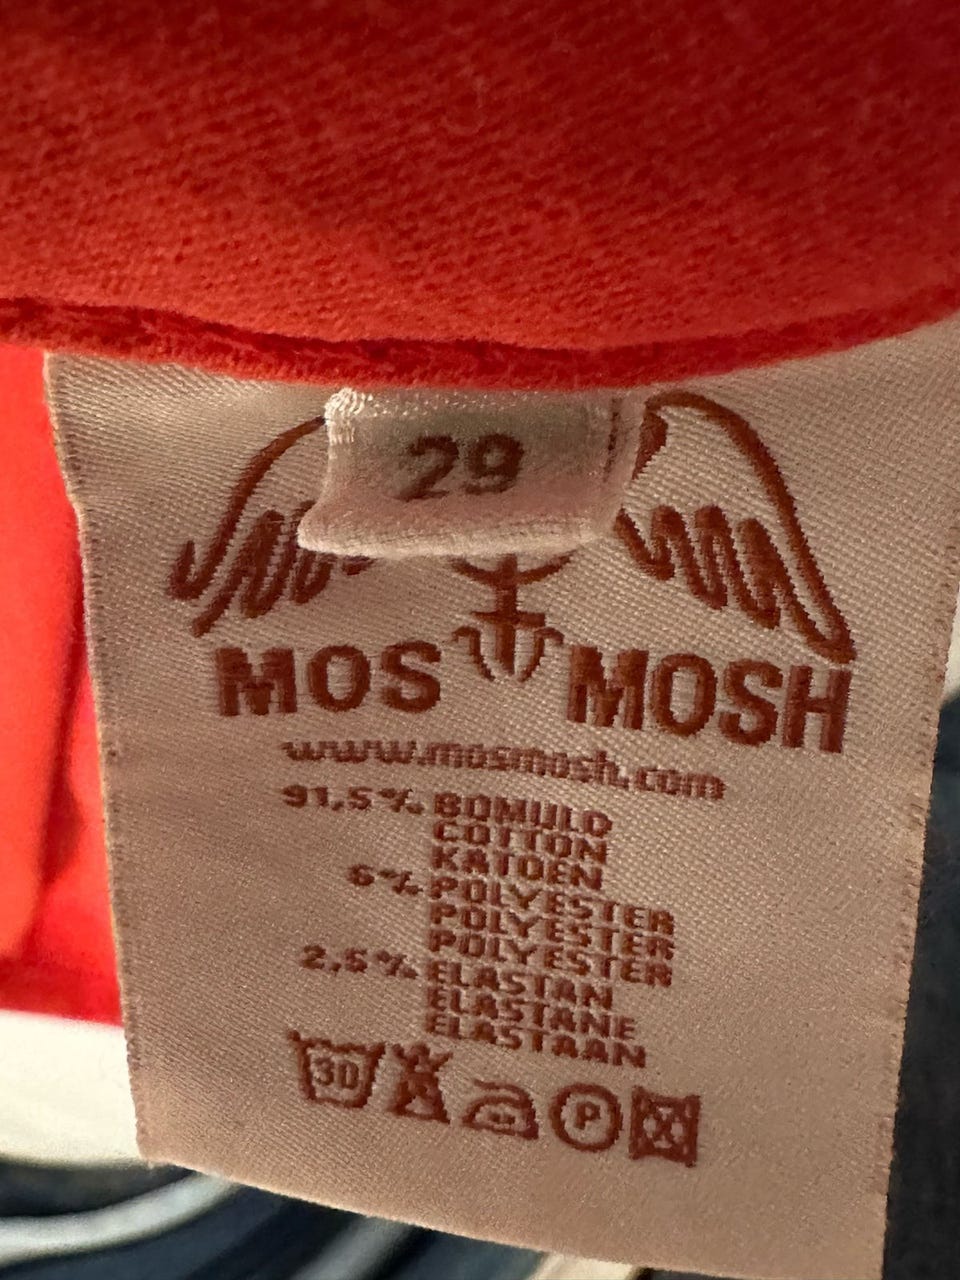 29
MOS MOSH
www.mosmosh.com
91,5% BOMULD
COTTON
KATOEN
6% POLYESTER
POLYESTER
POLYESTER
2,5% ELASTAN
ELASTANE
ELASTAAN
30 P